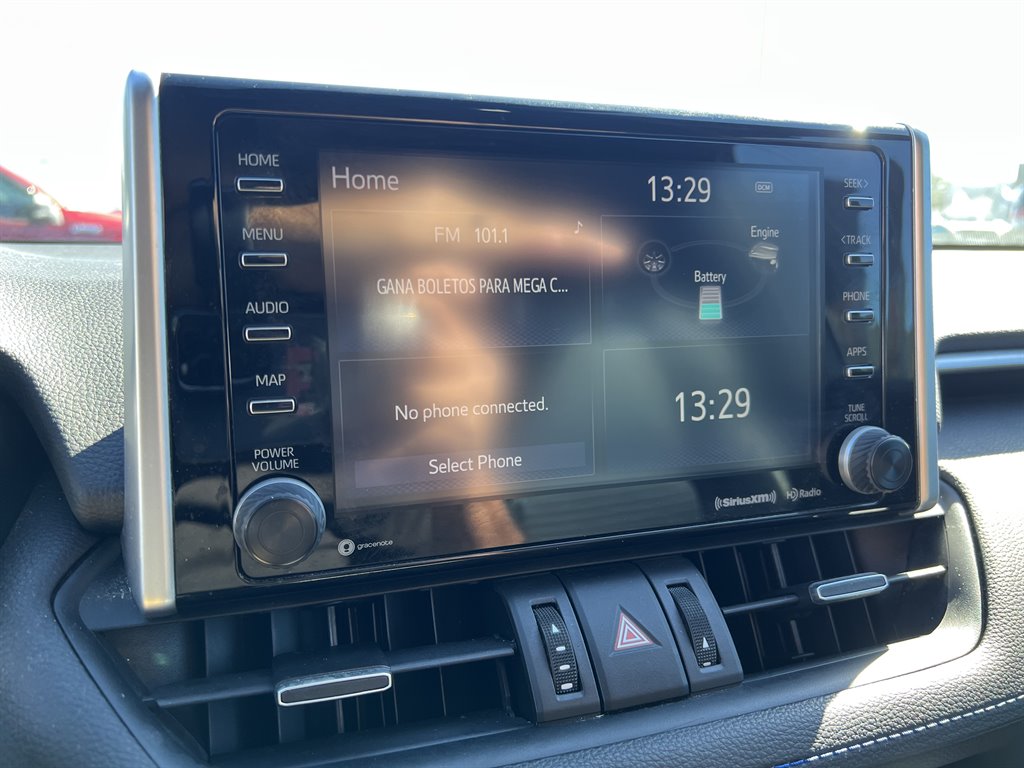 HOME
MENU
AUDIO
MAP
POWER
VOLUME
Home
13:29
DCM
FM 101.1
GANA BOLETOS PARA MEGA C...
Engine
Battery
No phone connected.
Select Phone
13:29
SEEK>
<TRACK
PHONE
APPS
TUNE
SCROLL
gracenote
((SiriusXM))
HD Radio